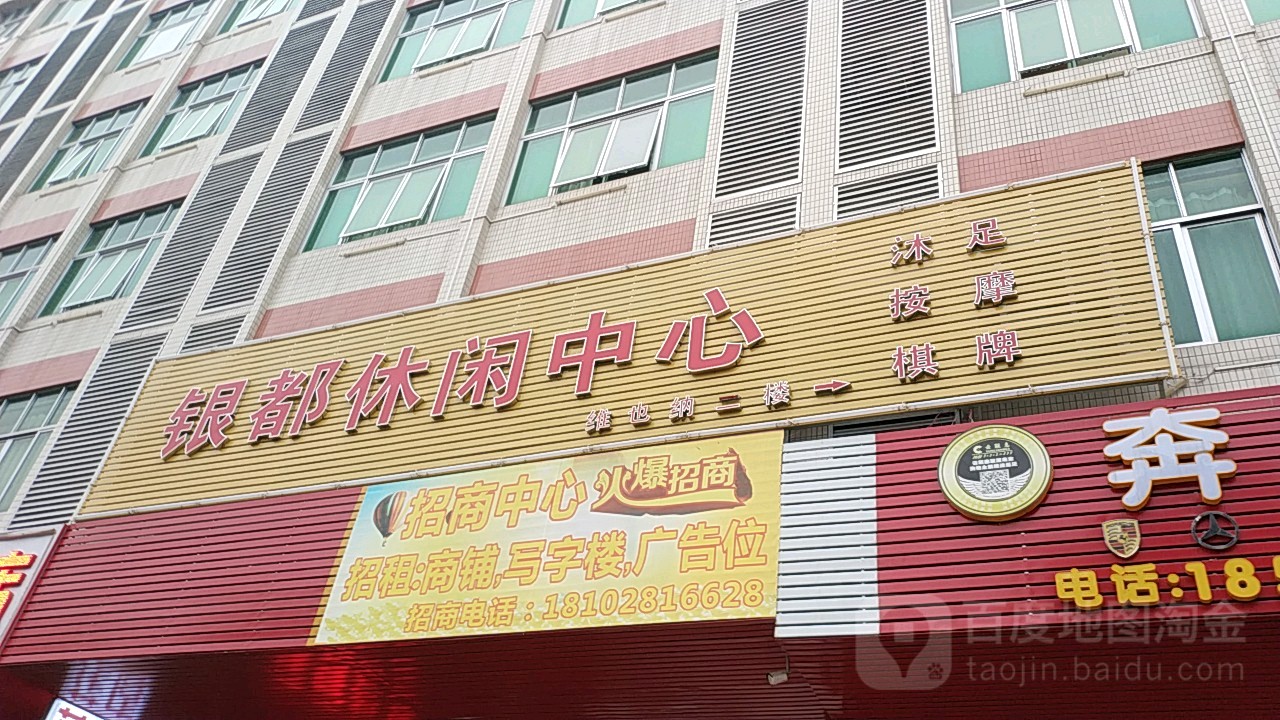 银都休闲中心
维也纳二楼→
沐足
按摩
棋牌
招商中心 火爆招商
招租:商铺,写字楼,广告位
招商电话：18102816628
奔
电话:18
百度地图淘金
taojin.baidu.com